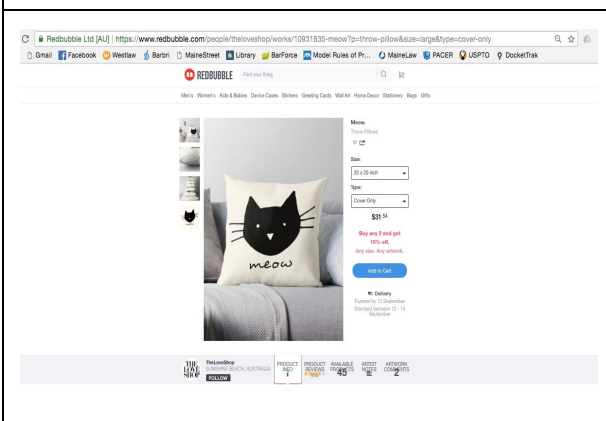 Redbubble Ltd [AU] | https://www.redbubble.com/people/theloveshop/works/10931835-meow?p=throw-pillow&size=large&type=cover-only
Gmail Facebook Westlaw Barbri MaineStreet Library BarForce Model Rules of Pr... MaineLaw PACER USPTO DocketTrak
REDBUBBLE Find your thing
Men's Women's Kids & Babies Device Cases Stickers Greeting Cards Wall Art Home Decor Stationery Bags Gifts
Meow.
Throw Pillows
Size:
20 x 20 inch
Type:
Cover Only
$31.54
Buy any 2 and get
15% off.
Any size. Any artwork.
Add to Cart
Delivery
Express by 12 September
Standard between 12 - 14
September
meow
THE
LOVE
SHOP
TheLoveShop
SUNSHINE BEACH, AUSTRALIA
FOLLOW
PRODUCT
INFO
PRODUCT
REVIEWS
AVAILABLE
PRODUCTS
45
ARTIST
NOTES
ARTWORK
COMMENTS
2